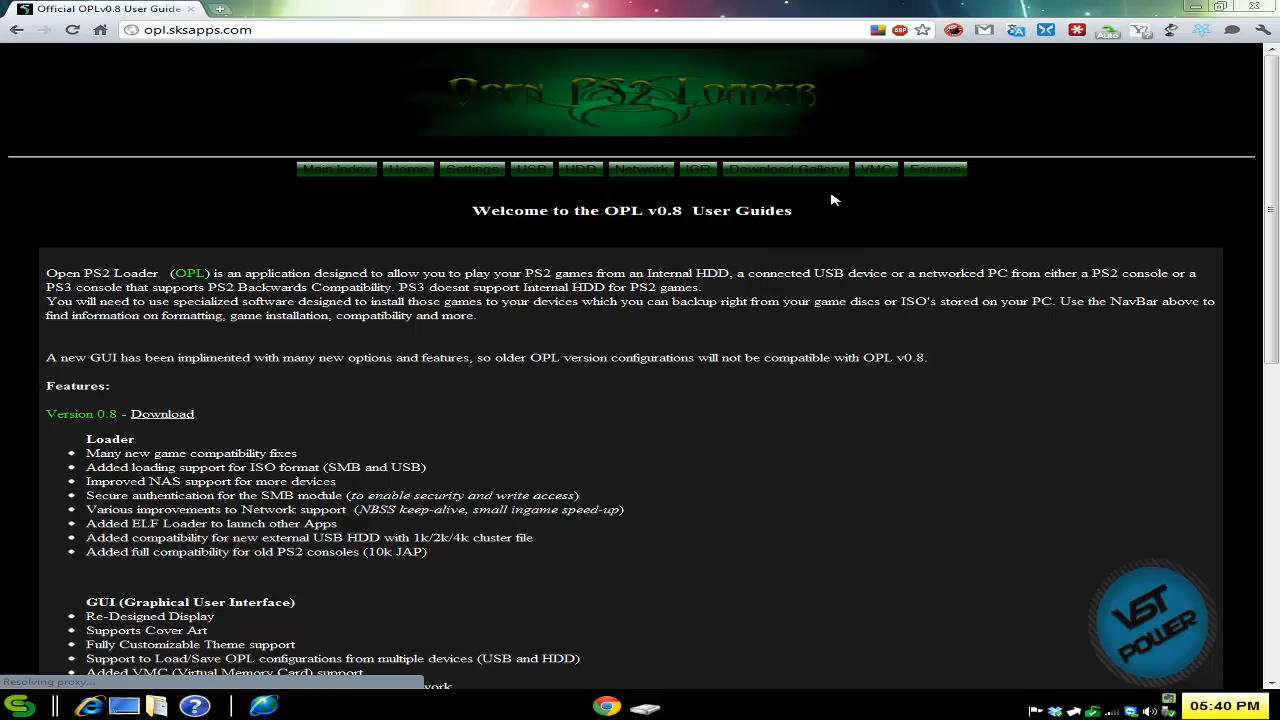 Official OPLv0.8 User Guide
opl.sksapps.com
Open PS2 Loader
Main Index Home Settings USB HDD Network IGR Download Gallery VMC Forums
Welcome to the OPL v0.8 User Guides
Open PS2 Loader (OPL) is an application designed to allow you to play your PS2 games from an Internal HDD, a connected USB device or a networked PC from either a PS2 console or a
PS3 console that supports PS2 Backwards Compatibility. PS3 doesnt support Internal HDD for PS2 games.
You will need to use specialized software designed to install those games to your devices which you can backup right from your game discs or ISO's stored on your PC. Use the NavBar above to
find information on formatting, game installation, compatibility and more.
A new GUI has been implimented with many new options and features, so older OPL version configurations will not be compatible with OPL v0.8.
Features:
Version 0.8 - Download
Loader
Many new game compatibility fixes
Added loading support for ISO format (SMB and USB)
Improved NAS support for more devices
Secure authentication for the SMB module (to enable security and write access)
Various improvements to Network support (NBSS keep-alive, small ingame speed-up)
Added ELF Loader to launch other Apps
Added compatibility for new external USB HDD with 1k/2k/4k cluster file
Added full compatibility for old PS2 consoles (10k JAP)
GUI (Graphical User Interface)
Re-Designed Display
Supports Cover Art
Fully Customizable Theme support
Support to Load/Save OPL configurations from multiple devices (USB and HDD)
Added VMC (Virtual Memory Card) support
Resolving proxy...
VST
POWER
05:40 PM